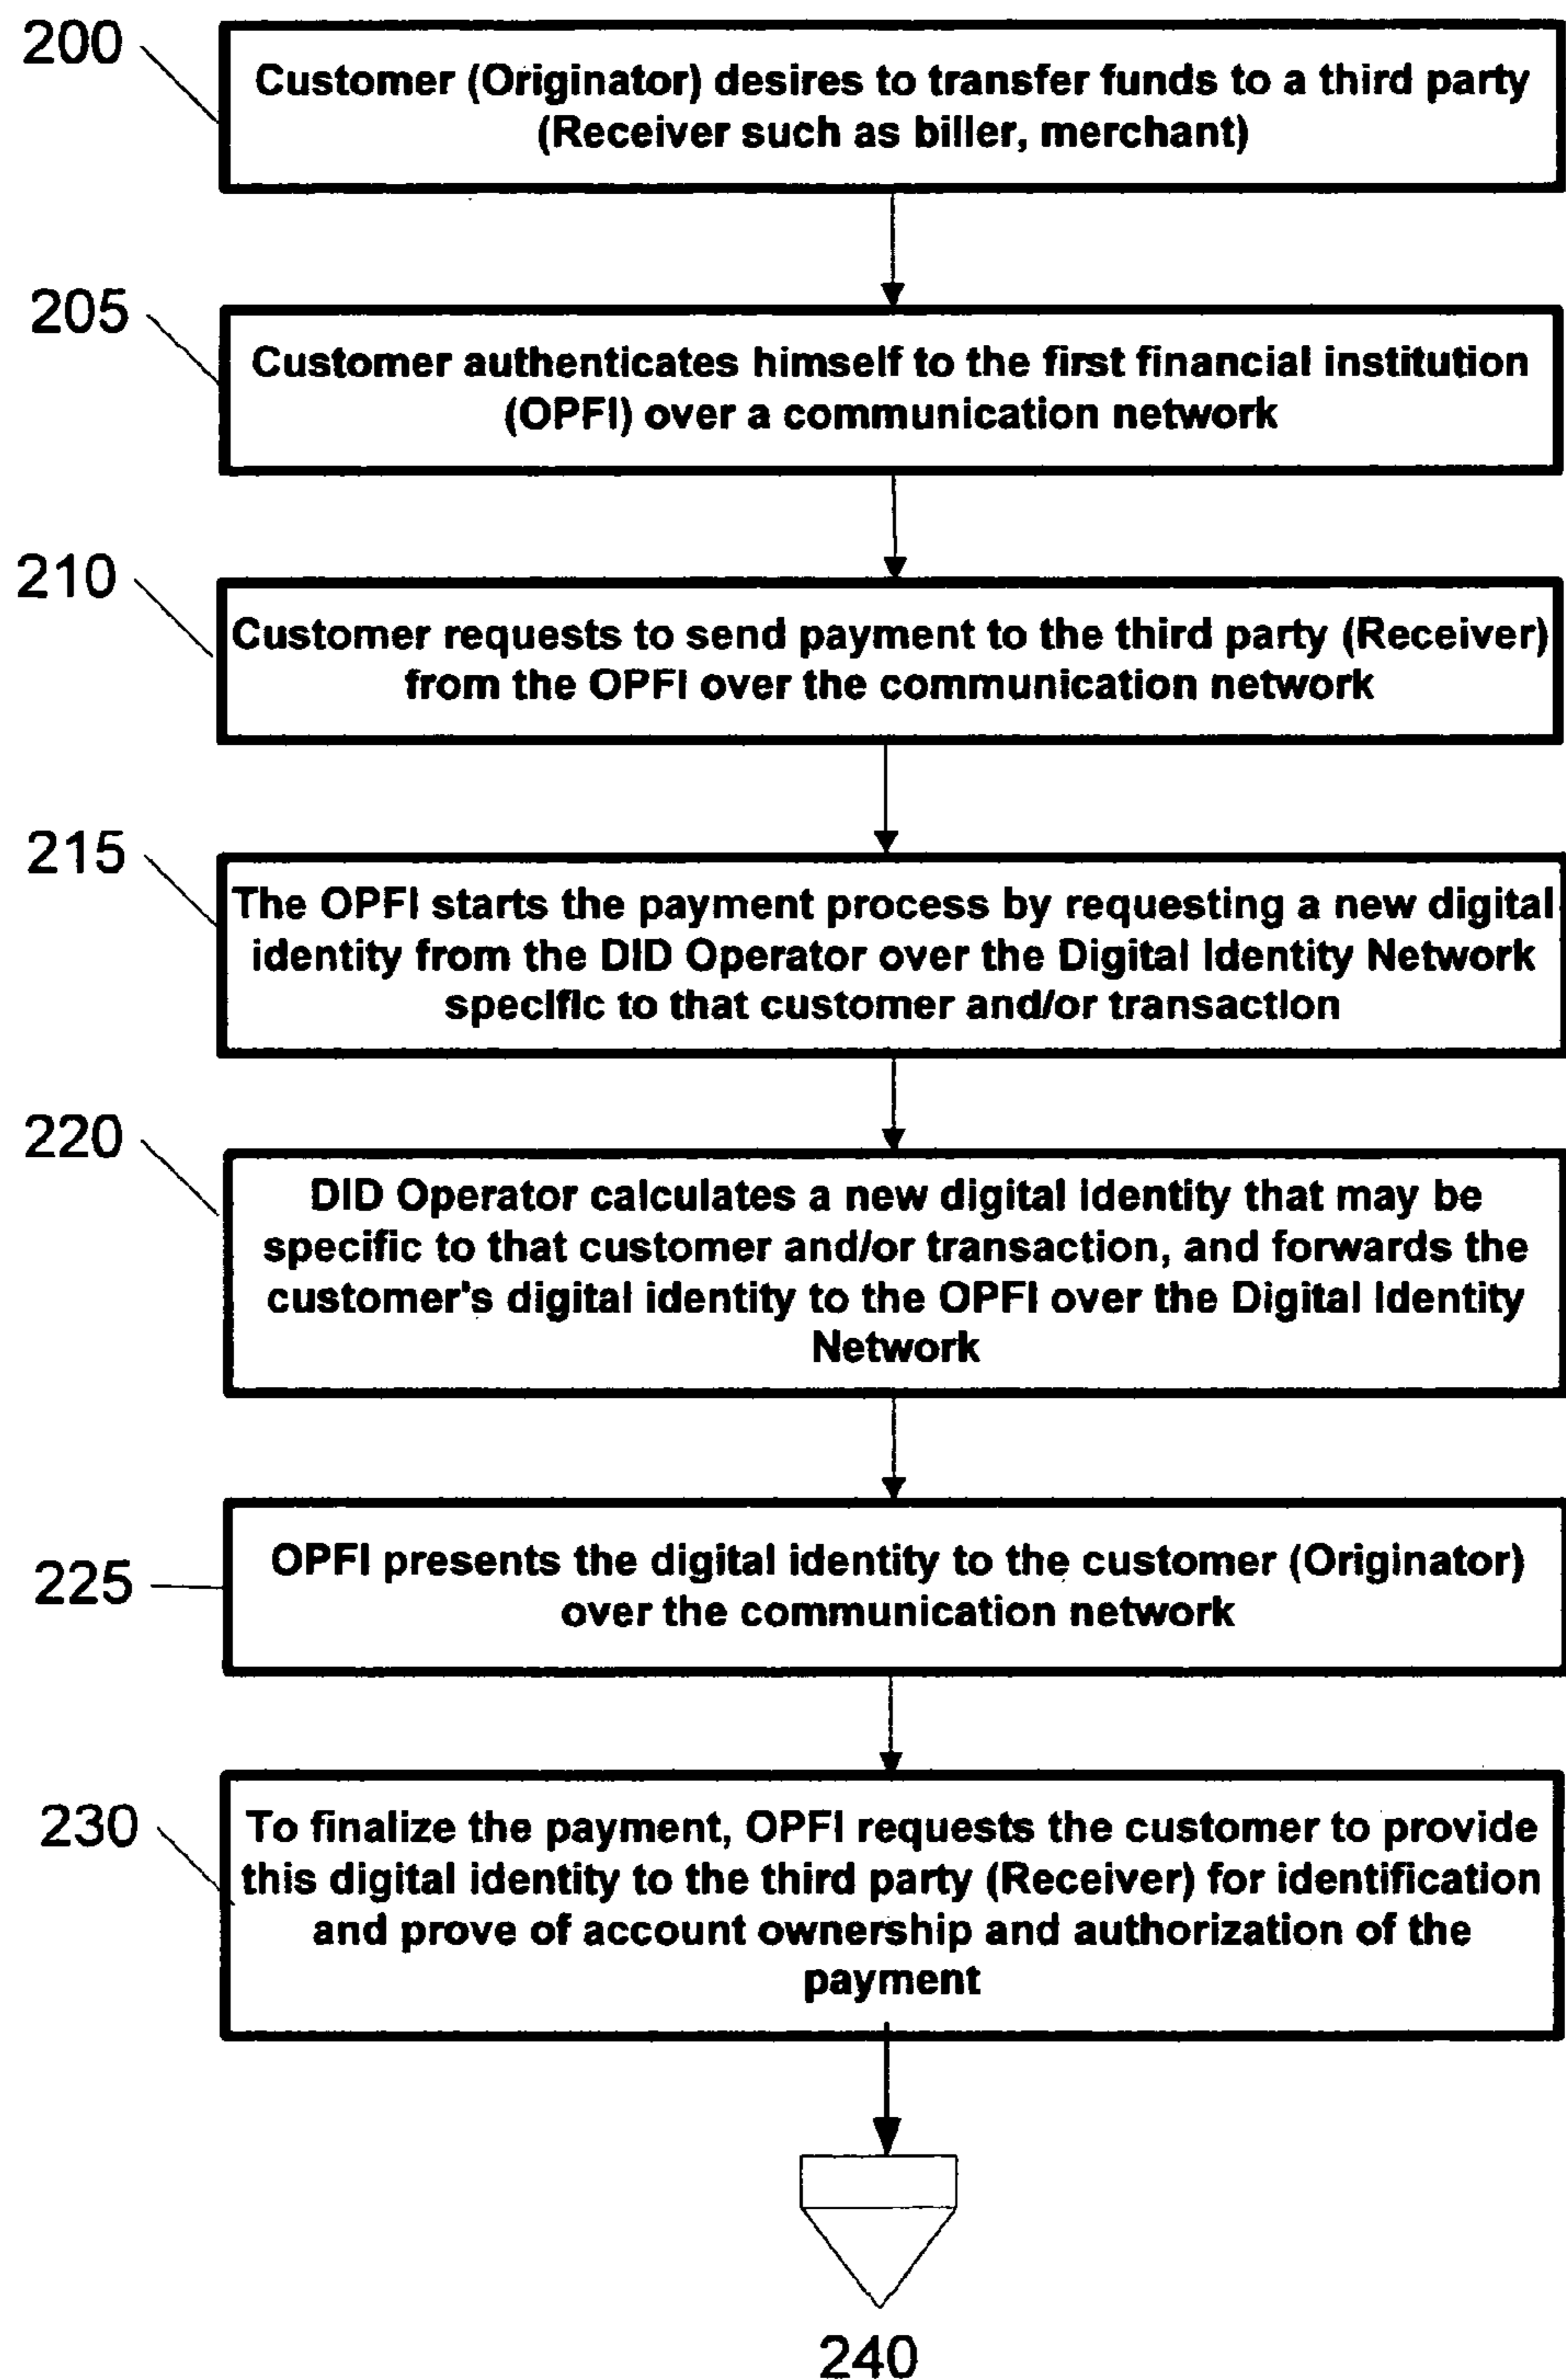 200
Customer (Originator) desires to transfer funds to a third party
(Receiver such as biller, merchant)
205
Customer authenticates himself to the first financial institution
(OPFI) over a communication network
210
Customer requests to send payment to the third party (Receiver)
from the OPFI over the communication network
215
The OPFI starts the payment process by requesting a new digital
identity from the DID Operator over the Digital Identity Network
specific to that customer and/or transaction
220
DID Operator calculates a new digital identity that may be
specific to that customer and/or transaction, and forwards the
customer's digital identity to the OPFI over the Digital Identity
Network
225
OPFI presents the digital identity to the customer (Originator)
over the communication network
230
To finalize the payment, OPFI requests the customer to provide
this digital identity to the third party (Receiver) for identification
and prove of account ownership and authorization of the
payment
240